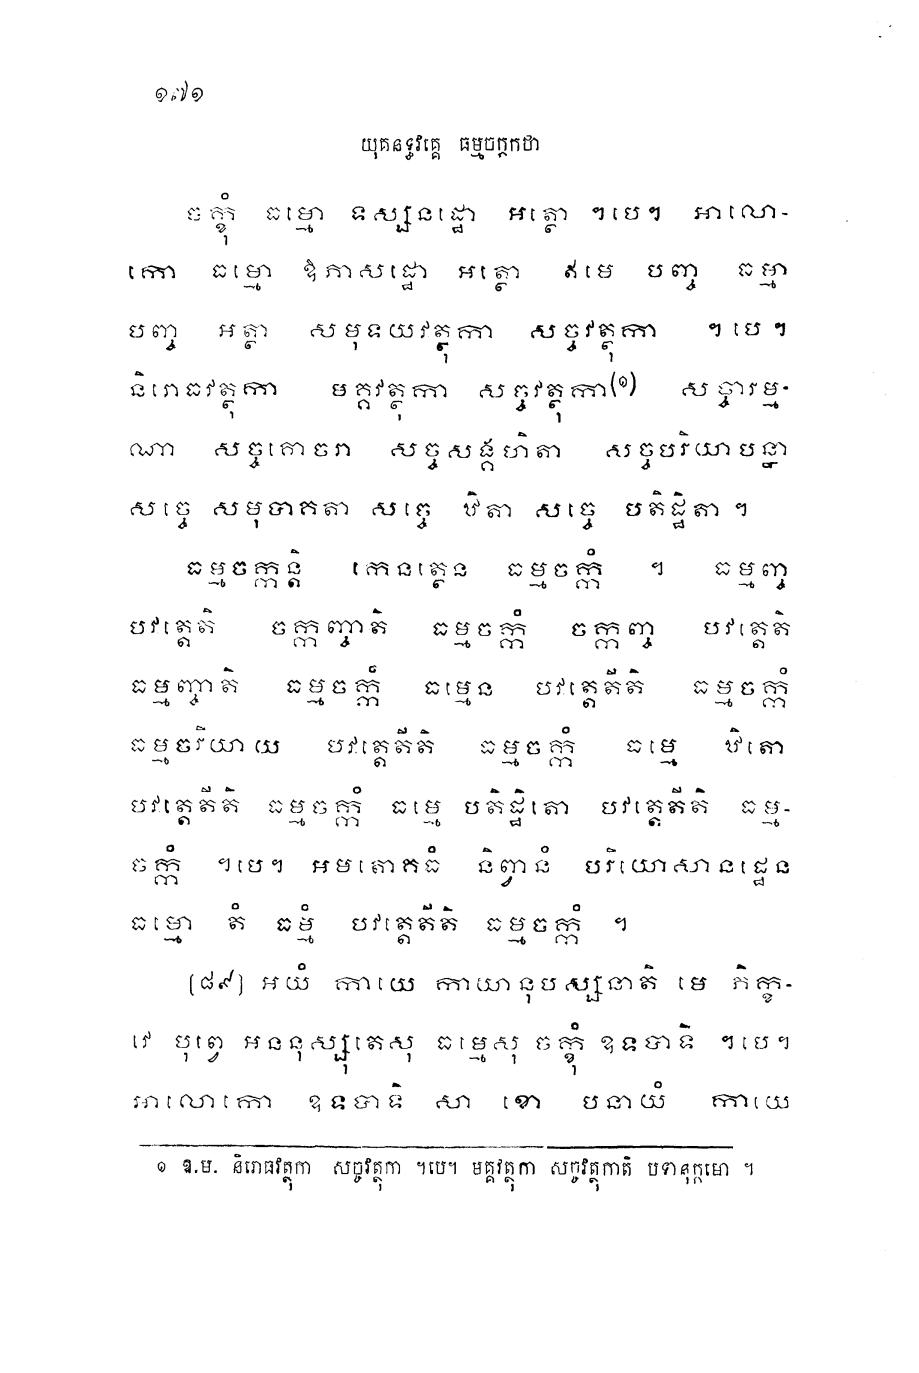 ១៧១
យុគនទ្ធវគ្គេ ធម្មចក្កកថា
ចក្ខុំ ធម្មោ ទស្សនដ្ឋោ អត្ថោ ។បេ។ អាលោ-
កោ ធម្មោ ឱភាសដ្ឋោ អត្ថោ ឥមេ បញ្ច ធម្មា
បញ្ច អត្ថា សមុទយវត្ថុកា សច្ចវត្ថុកា ។បេ។
និរោធវត្ថុកា មគ្គវត្ថុកា សច្ចវត្ថុកា(១) សច្ចារម្ម-
ណា សច្ចគោចរា សច្ចសង្គហិតា សច្ចបរិយាបន្នា
សច្ចេ សមុទាគតា សច្ចេ ឋិតា សច្ចេ បតិដ្ឋិតា ។
ធម្មចក្កន្តិ កេនត្ថេន ធម្មចក្កំ ។ ធម្មញ្ច
បវត្តេតិ ចក្កញ្ចាតិ ធម្មចក្កំ ចក្កញ្ច បវត្តេតិ
ធម្មញ្ចាតិ ធម្មចក្កំ ធម្មេន បវត្តេតីតិ ធម្មចក្កំ
ធម្មចរិយាយ បវត្តេតីតិ ធម្មចក្កំ ធម្មេ ឋិតោ
បវត្តេតីតិ ធម្មចក្កំ ធម្មេ បតិដ្ឋិតោ បវត្តេតីតិ ធម្ម-
ចក្កំ ។បេ។ អមតោគធំ និព្វានំ បរិយោសានដ្ឋេន
ធម្មោ តំ ធម្មំ បវត្តេតីតិ ធម្មចក្កំ ។
(៨៩) អយំ កាយេ កាយានុបស្សនាតិ មេ ភិក្ខ-
វេ បុព្វេ អននុស្សុតេសុ ធម្មេសុ ចក្ខុំ ឧទបាទិ ។បេ។
អាលោកោ ឧទបាទិ សា ខោ បនាយំ កាយេ
១ ឱ.ម. និរោធវត្ថុកា សច្ចវត្ថុកា ។បេ។ មគ្គវត្ថុកា សច្ចវត្ថុកាតិ បទានុក្កមោ ។